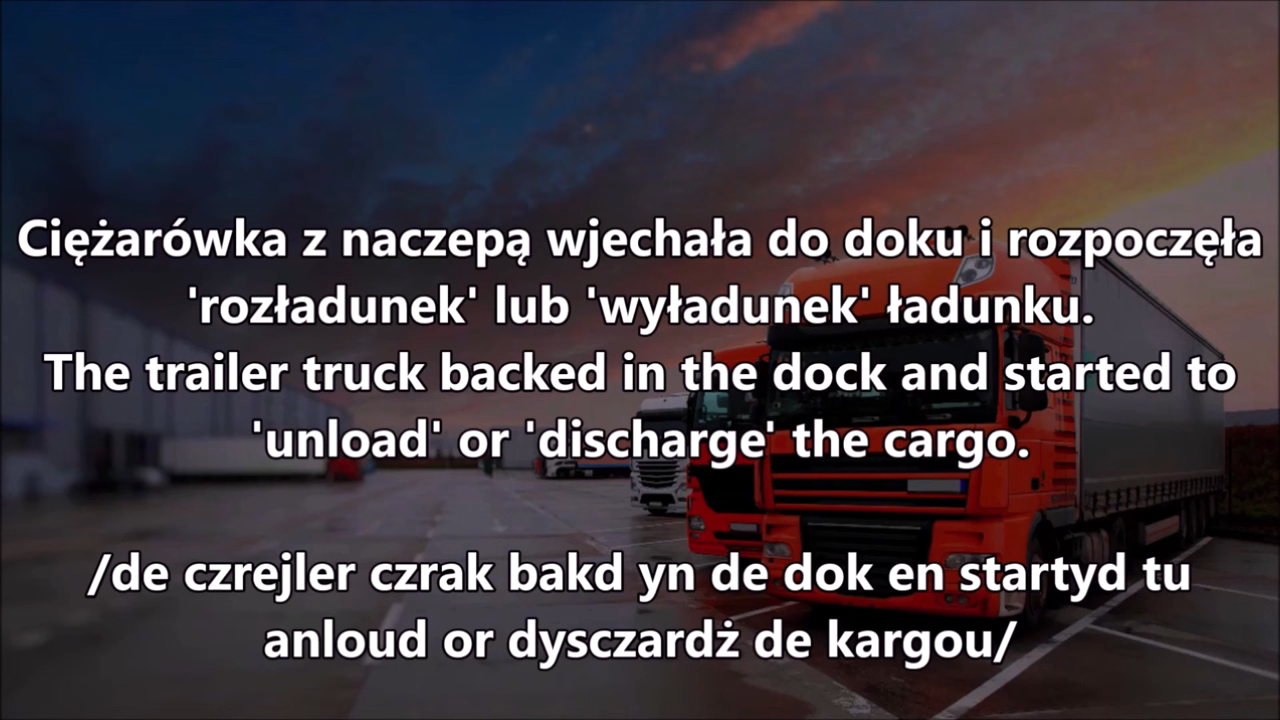 Ciężarówka z naczepą wjechała do doku i rozpoczęła
'rozładunek' lub 'wyładunek' ładunku.
The trailer truck backed in the dock and started to
'unload' or 'discharge' the cargo.
/de czrejler czrak bakd yn de dok en startyd tu
anloud or dysczardż de kargou/